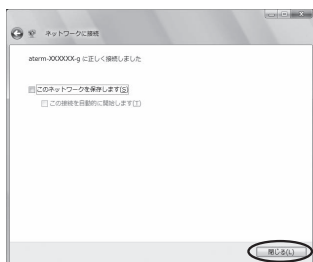 ネットワークに接続
aterm-XXXXXX-g に正しく接続しました
このネットワークを保存します(S)
この接続を自動的に開始します(T)
閉じる(L)